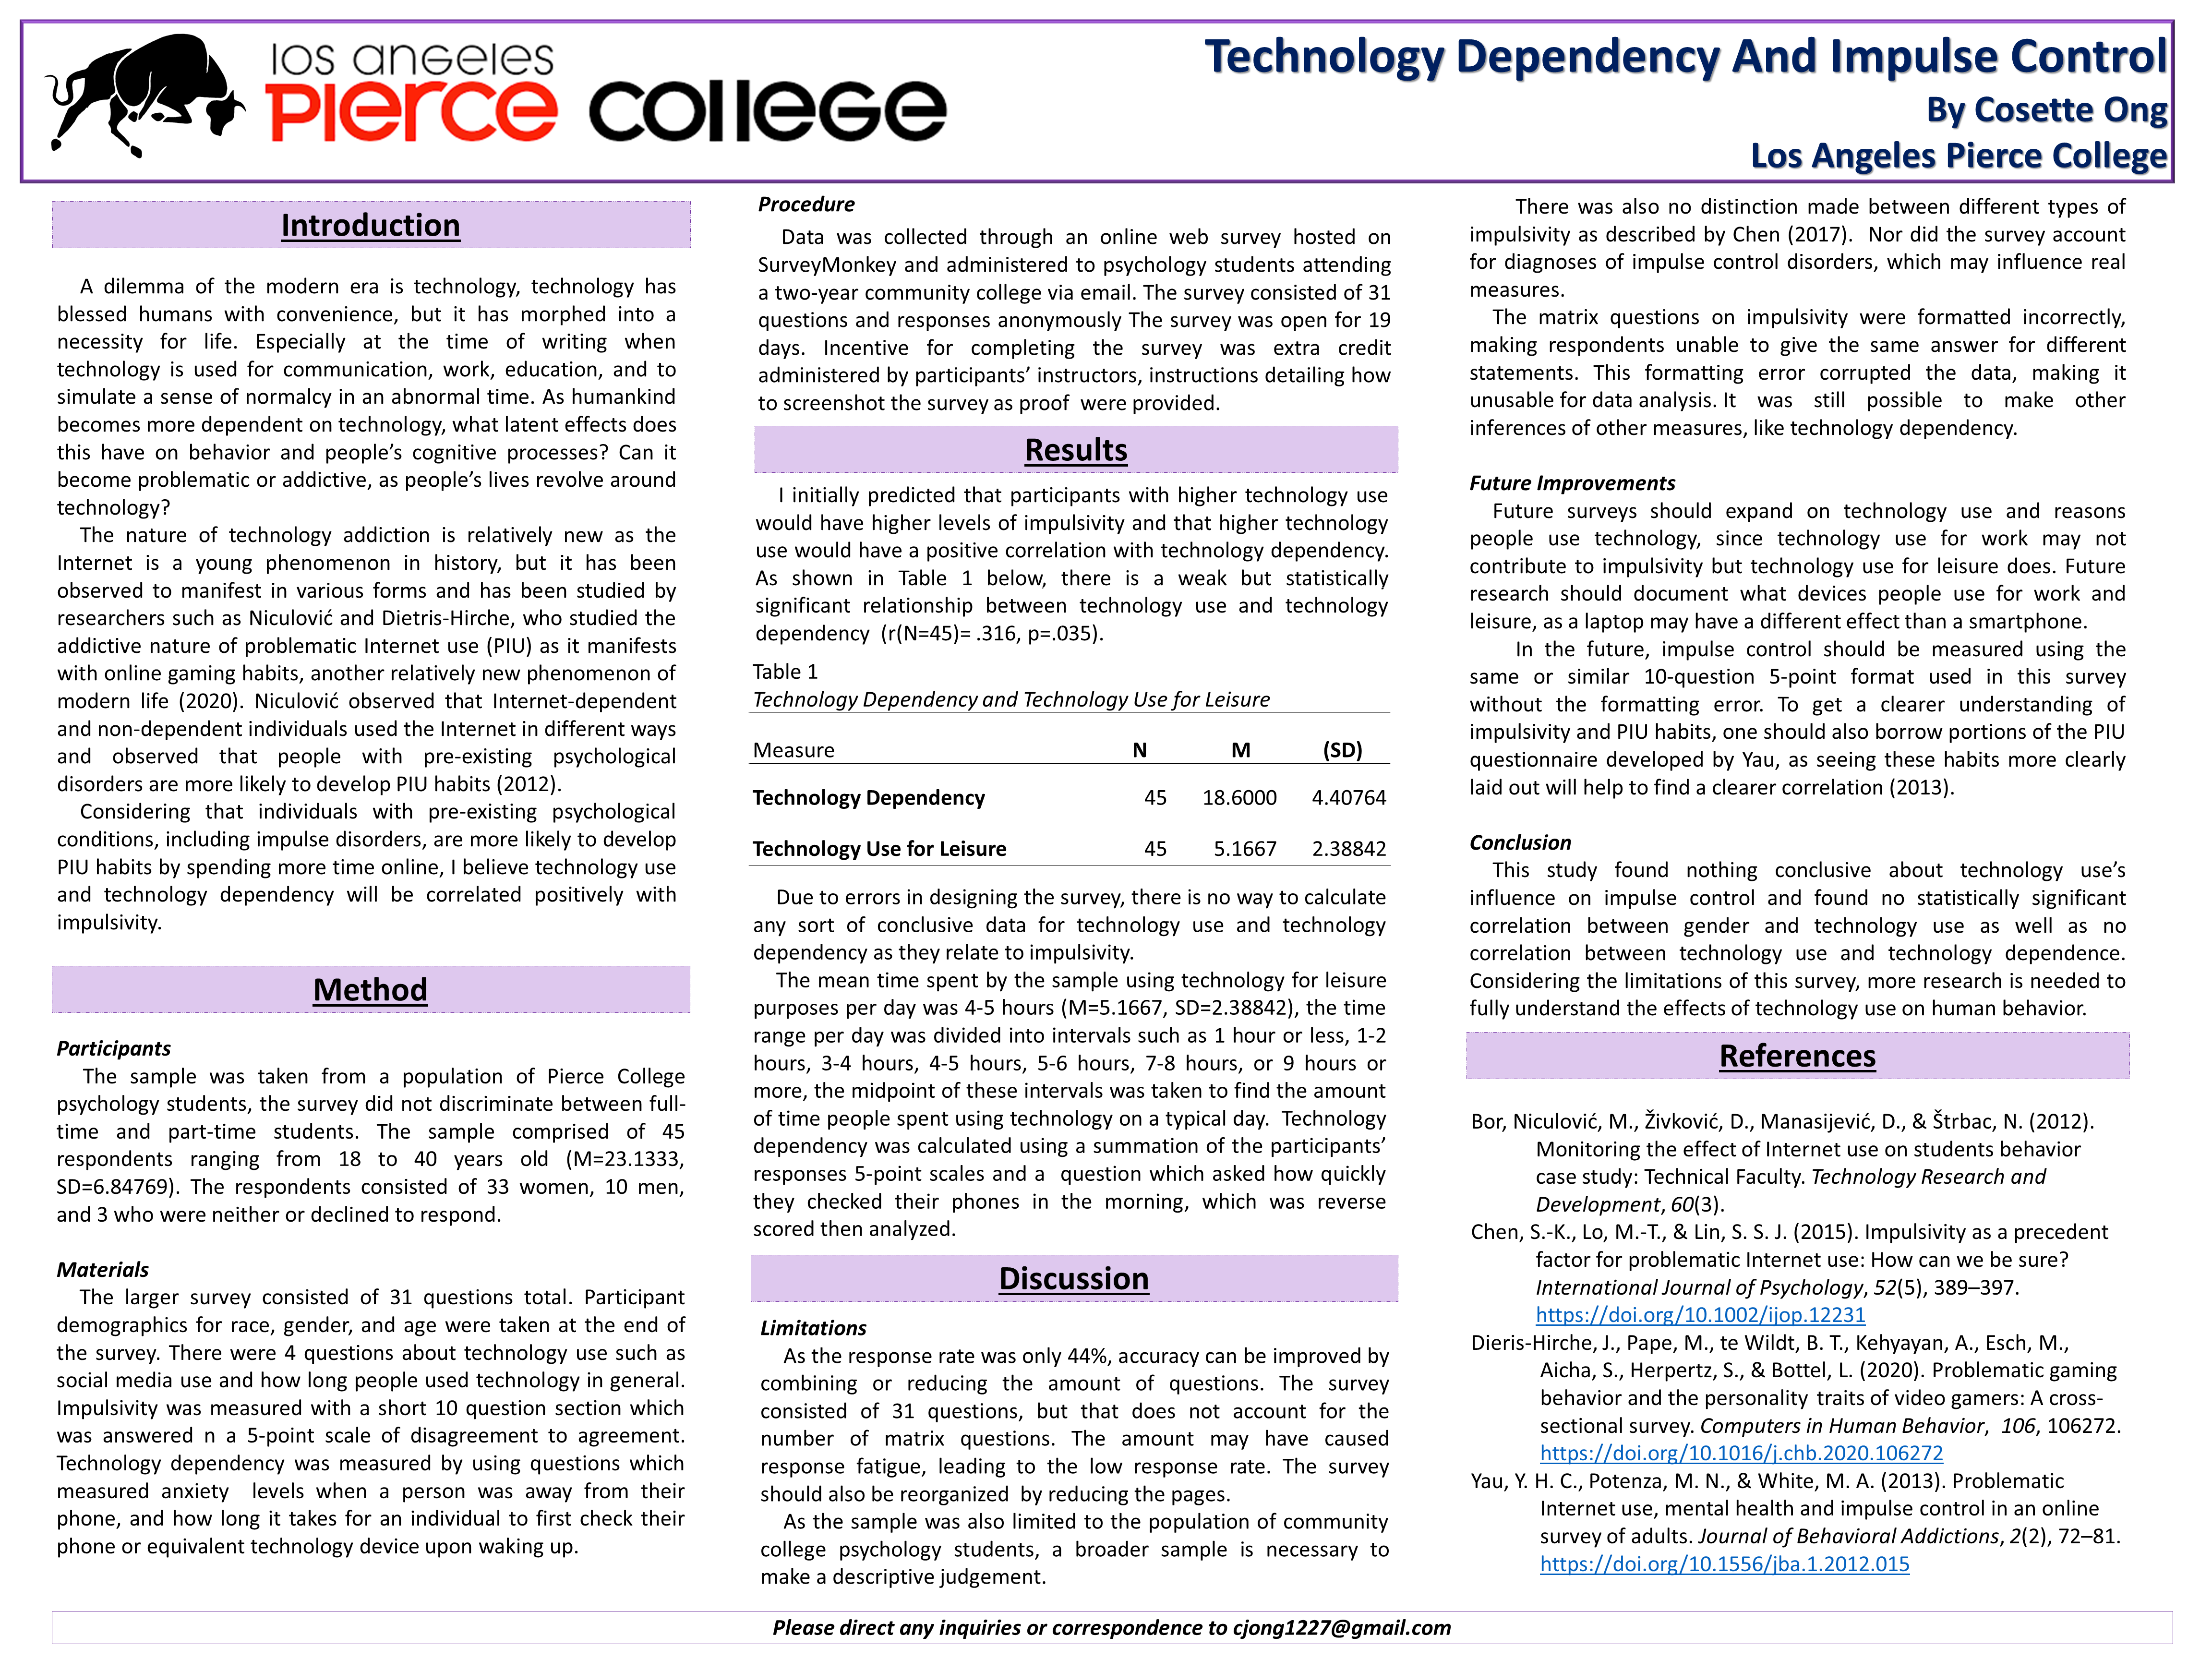 los angeles
PIERCE COLLEGE
Technology Dependency And Impulse Control
By Cosette Ong
Los Angeles Pierce College
Introduction
A dilemma of the modern era is technology, technology has
blessed humans with convenience, but it has morphed into a
necessity for life. Especially at the time of writing when
technology is used for communication, work, education, and to
simulate a sense of normalcy in an abnormal time. As humankind
becomes more dependent on technology, what latent effects does
this have on behavior and people’s cognitive processes? Can it
become problematic or addictive, as people’s lives revolve around
technology?
The nature of technology addiction is relatively new as the
Internet is a young phenomenon in history, but it has been
observed to manifest in various forms and has been studied by
researchers such as Niculović and Dietris-Hirche, who studied the
addictive nature of problematic Internet use (PIU) as it manifests
with online gaming habits, another relatively new phenomenon of
modern life (2020). Niculović observed that Internet-dependent
and non-dependent individuals used the Internet in different ways
and observed that people with pre-existing psychological
disorders are more likely to develop PIU habits (2012).
Considering that individuals with pre-existing psychological
conditions, including impulse disorders, are more likely to develop
PIU habits by spending more time online, I believe technology use
and technology dependency will be correlated positively with
impulsivity.
Method
Participants
The sample was taken from a population of Pierce College
psychology students, the survey did not discriminate between full-
time and part-time students. The sample comprised of 45
respondents ranging from 18 to 40 years old (M=23.1333,
SD=6.84769). The respondents consisted of 33 women, 10 men,
and 3 who were neither or declined to respond.
Materials
The larger survey consisted of 31 questions total. Participant
demographics for race, gender, and age were taken at the end of
the survey. There were 4 questions about technology use such as
social media use and how long people used technology in general.
Impulsivity was measured with a short 10 question section which
was answered n a 5-point scale of disagreement to agreement.
Technology dependency was measured by using questions which
measured anxiety levels when a person was away from their
phone, and how long it takes for an individual to first check their
phone or equivalent technology device upon waking up.
Procedure
Data was collected through an online web survey hosted on
SurveyMonkey and administered to psychology students attending
a two-year community college via email. The survey consisted of 31
questions and responses anonymously The survey was open for 19
days. Incentive for completing the survey was extra credit
administered by participants’ instructors, instructions detailing how
to screenshot the survey as proof were provided.
Results
I initially predicted that participants with higher technology use
would have higher levels of impulsivity and that higher technology
use would have a positive correlation with technology dependency.
As shown in Table 1 below, there is a weak but statistically
significant relationship between technology use and technology
dependency (r(N=45)= .316, p=.035).
Table 1
Technology Dependency and Technology Use for Leisure
Measure N M (SD)
Technology Dependency 45 18.6000 4.40764
Technology Use for Leisure 45 5.1667 2.38842
Due to errors in designing the survey, there is no way to calculate
any sort of conclusive data for technology use and technology
dependency as they relate to impulsivity.
The mean time spent by the sample using technology for leisure
purposes per day was 4-5 hours (M=5.1667, SD=2.38842), the time
range per day was divided into intervals such as 1 hour or less, 1-2
hours, 3-4 hours, 4-5 hours, 5-6 hours, 7-8 hours, or 9 hours or
more, the midpoint of these intervals was taken to find the amount
of time people spent using technology on a typical day. Technology
dependency was calculated using a summation of the participants’
responses 5-point scales and a question which asked how quickly
they checked their phones in the morning, which was reverse
scored then analyzed.
Discussion
Limitations
As the response rate was only 44%, accuracy can be improved by
combining or reducing the amount of questions. The survey
consisted of 31 questions, but that does not account for the
number of matrix questions. The amount may have caused
response fatigue, leading to the low response rate. The survey
should also be reorganized by reducing the pages.
As the sample was also limited to the population of community
college psychology students, a broader sample is necessary to
make a descriptive judgement.
There was also no distinction made between different types of
impulsivity as described by Chen (2017). Nor did the survey account
for diagnoses of impulse control disorders, which may influence real
measures.
The matrix questions on impulsivity were formatted incorrectly,
making respondents unable to give the same answer for different
statements. This formatting error corrupted the data, making it
unusable for data analysis. It was still possible to make other
inferences of other measures, like technology dependency.
Future Improvements
Future surveys should expand on technology use and reasons
people use technology, since technology use for work may not
contribute to impulsivity but technology use for leisure does. Future
research should document what devices people use for work and
leisure, as a laptop may have a different effect than a smartphone.
In the future, impulse control should be measured using the
same or similar 10-question 5-point format used in this survey
without the formatting error. To get a clearer understanding of
impulsivity and PIU habits, one should also borrow portions of the PIU
questionnaire developed by Yau, as seeing these habits more clearly
laid out will help to find a clearer correlation (2013).
Conclusion
This study found nothing conclusive about technology use’s
influence on impulse control and found no statistically significant
correlation between gender and technology use as well as no
correlation between technology use and technology dependence.
Considering the limitations of this survey, more research is needed to
fully understand the effects of technology use on human behavior.
References
Bor, Niculović, M., Živković, D., Manasijević, D., & Štrbac, N. (2012).
Monitoring the effect of Internet use on students behavior
case study: Technical Faculty. Technology Research and
Development, 60(3).
Chen, S.-K., Lo, M.-T., & Lin, S. S. J. (2015). Impulsivity as a precedent
factor for problematic Internet use: How can we be sure?
International Journal of Psychology, 52(5), 389–397.
https://doi.org/10.1002/ijop.12231
Dieris-Hirche, J., Pape, M., te Wildt, B. T., Kehyayan, A., Esch, M.,
Aicha, S., Herpertz, S., & Bottel, L. (2020). Problematic gaming
behavior and the personality traits of video gamers: A cross-
sectional survey. Computers in Human Behavior, 106, 106272.
https://doi.org/10.1016/j.chb.2020.106272
Yau, Y. H. C., Potenza, M. N., & White, M. A. (2013). Problematic
Internet use, mental health and impulse control in an online
survey of adults. Journal of Behavioral Addictions, 2(2), 72–81.
https://doi.org/10.1556/jba.1.2012.015
Please direct any inquiries or correspondence to cjong1227@gmail.com